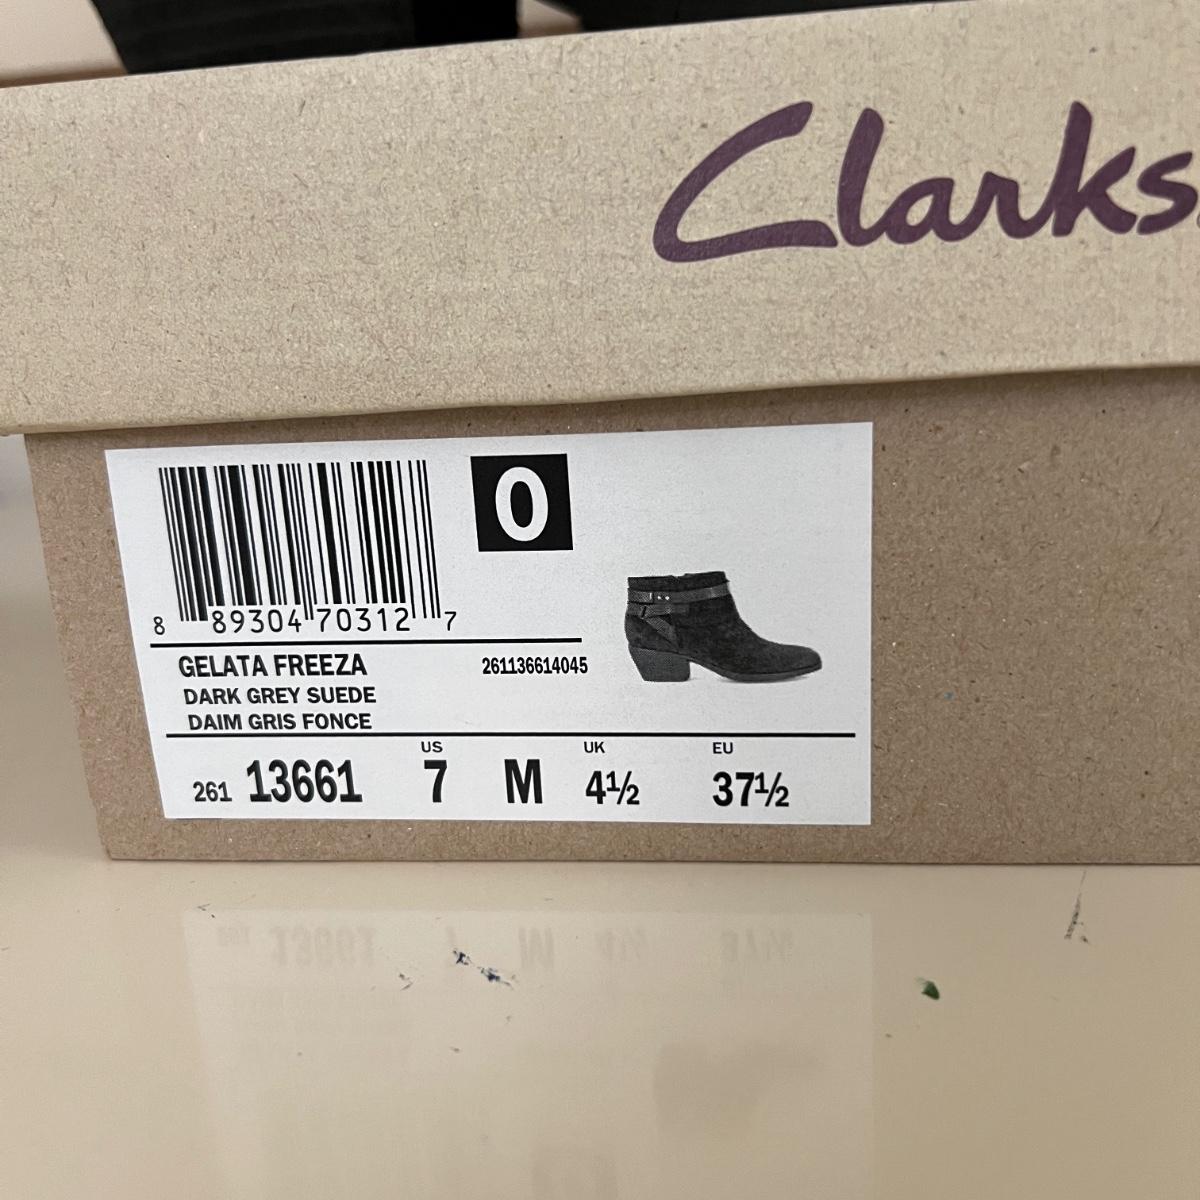 Clarks
0
8 89304 70312 7
GELATA FREEZA 261136614045
DARK GREY SUEDE
DAIM GRIS FONCE
US UK EU
261 13661 7 M 4½ 37½